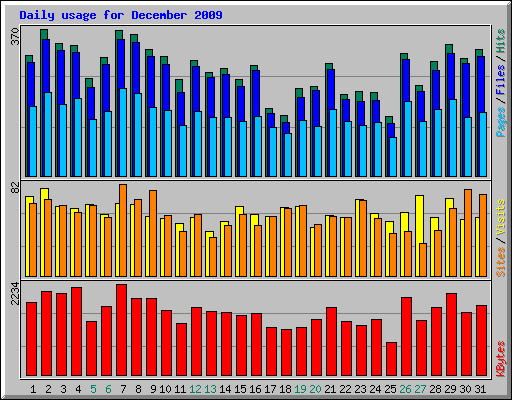 Daily usage for December 2009
370
Pages / Files / Hits
82
Sites / Visits
2234
KBytes
1 2 3 4 5 6 7 8 9 10 11 12 13 14 15 16 17 18 19 20 21 22 23 24 25 26 27 28 29 30 31